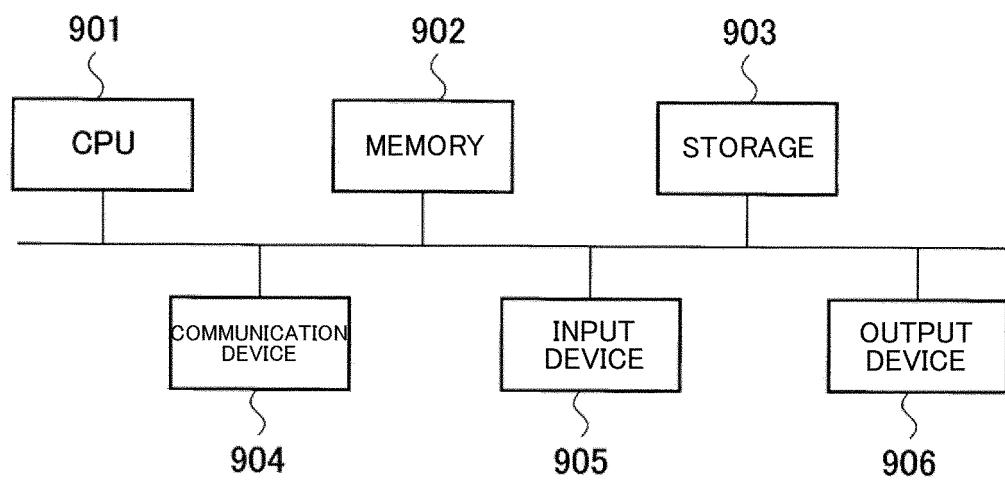 901
902
903
CPU
MEMORY
STORAGE
COMMUNICATION
DEVICE
INPUT
DEVICE
OUTPUT
DEVICE
904
905
906